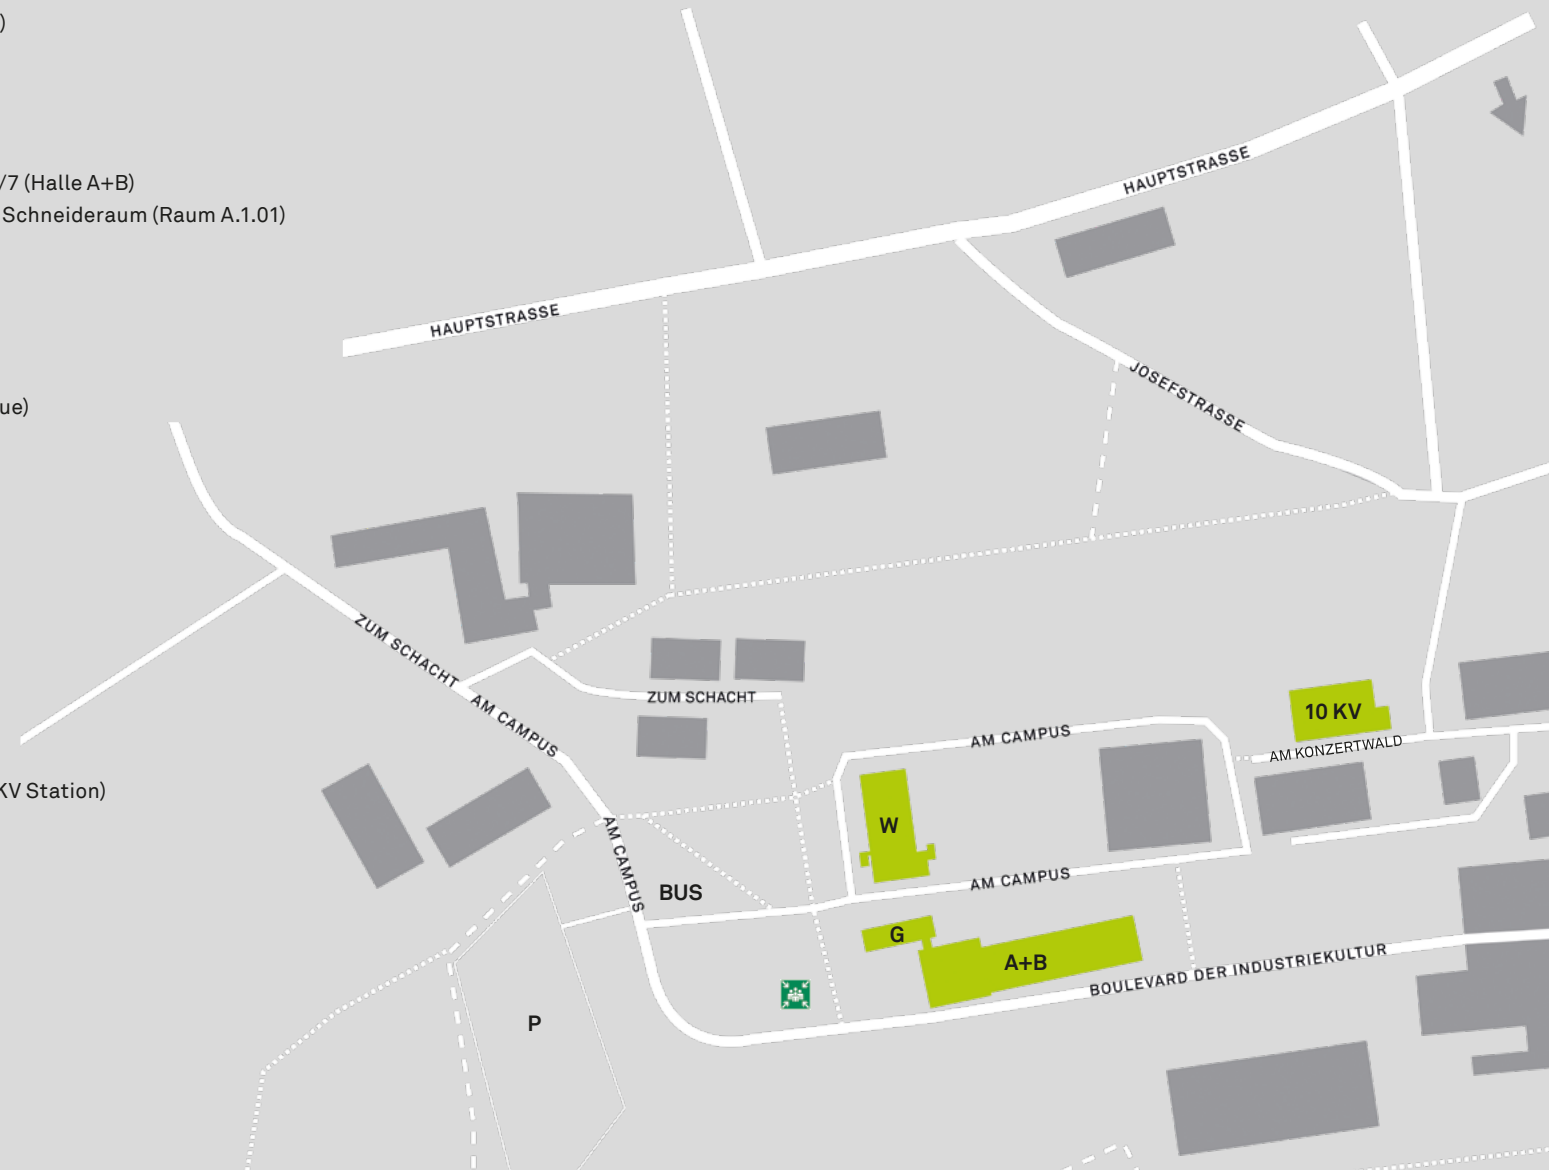 )
/7 (Halle A+B)
Schneideraum (Raum A.1.01)
ue)
KV Station)
HAUPTSTRASSE
HAUPTSTRASSE
JOSEFSTRASSE
ZUM SCHACHT
ZUM SCHACHT
AM CAMPUS
AM CAMPUS
10 KV
AM KONZERTWALD
W
AM CAMPUS
BUS
AM CAMPUS
G
A+B
BOULEVARD DER INDUSTRIEKULTUR
P